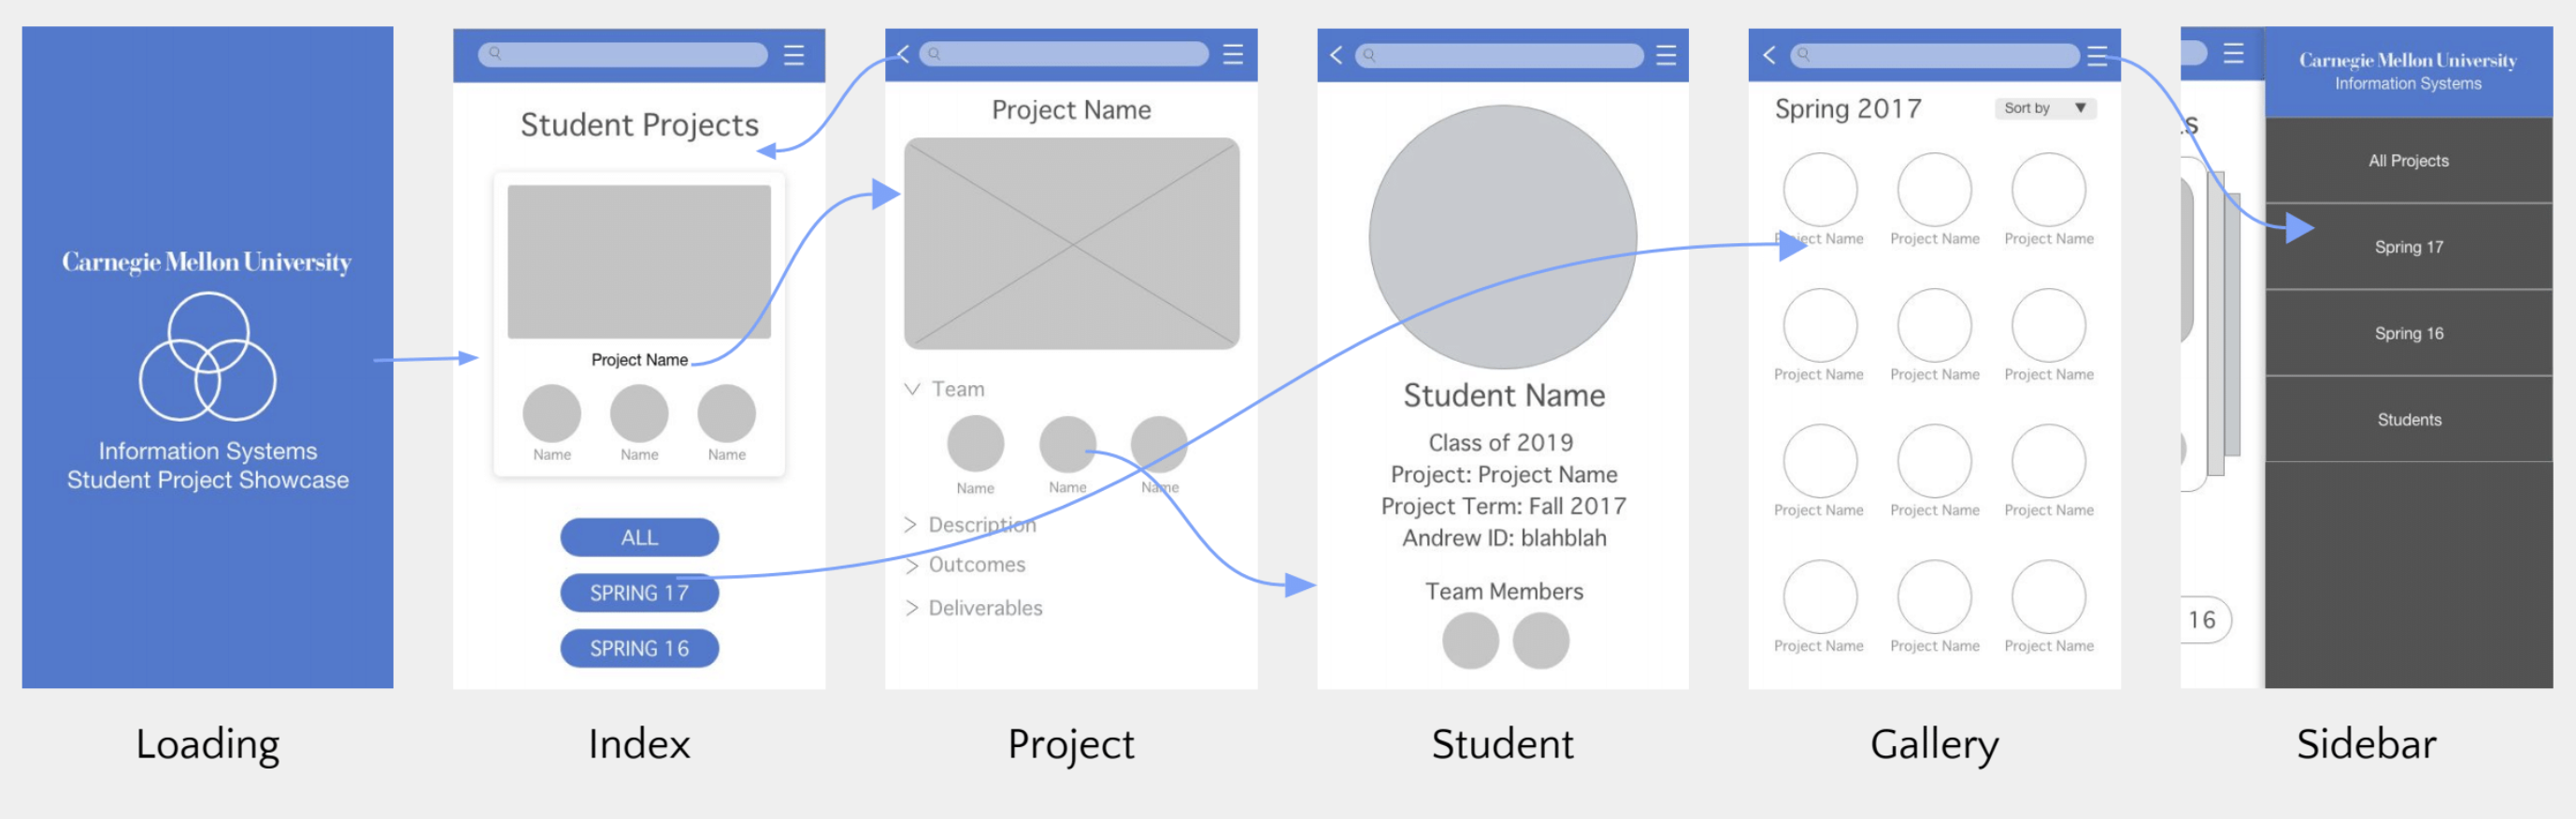 Carnegie Mellon University
Information Systems
Student Project Showcase
Loading
Student Projects
Project Name
Name Name Name
ALL
SPRING 17
SPRING 16
Index
Project Name
Team
Name Name Name
Description
Outcomes
Deliverables
Project
Student Name
Class of 2019
Project: Project Name
Project Term: Fall 2017
Andrew ID: blahblah
Team Members
Student
Spring 2017 Sort by
Project Name Project Name Project Name
Project Name Project Name Project Name
Project Name Project Name Project Name
Project Name Project Name Project Name
Gallery
s
16
Carnegie Mellon University
Information Systems
All Projects
Spring 17
Spring 16
Students
Sidebar